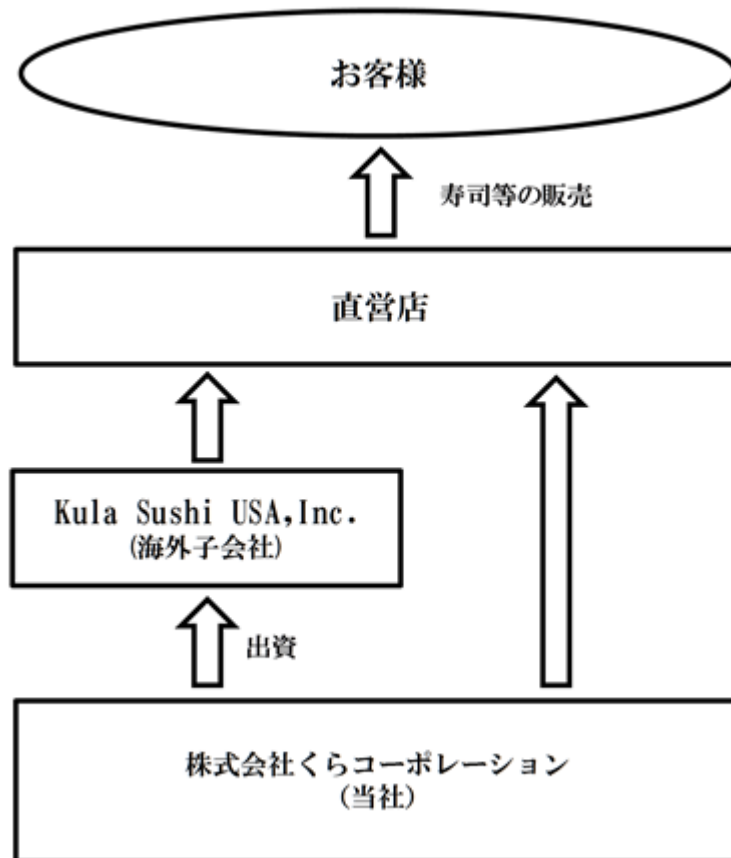 お客様
寿司等の販売
直営店
Kula Sushi USA,Inc.
(海外子会社)
出資
株式会社くらコーポレーション
(当社)